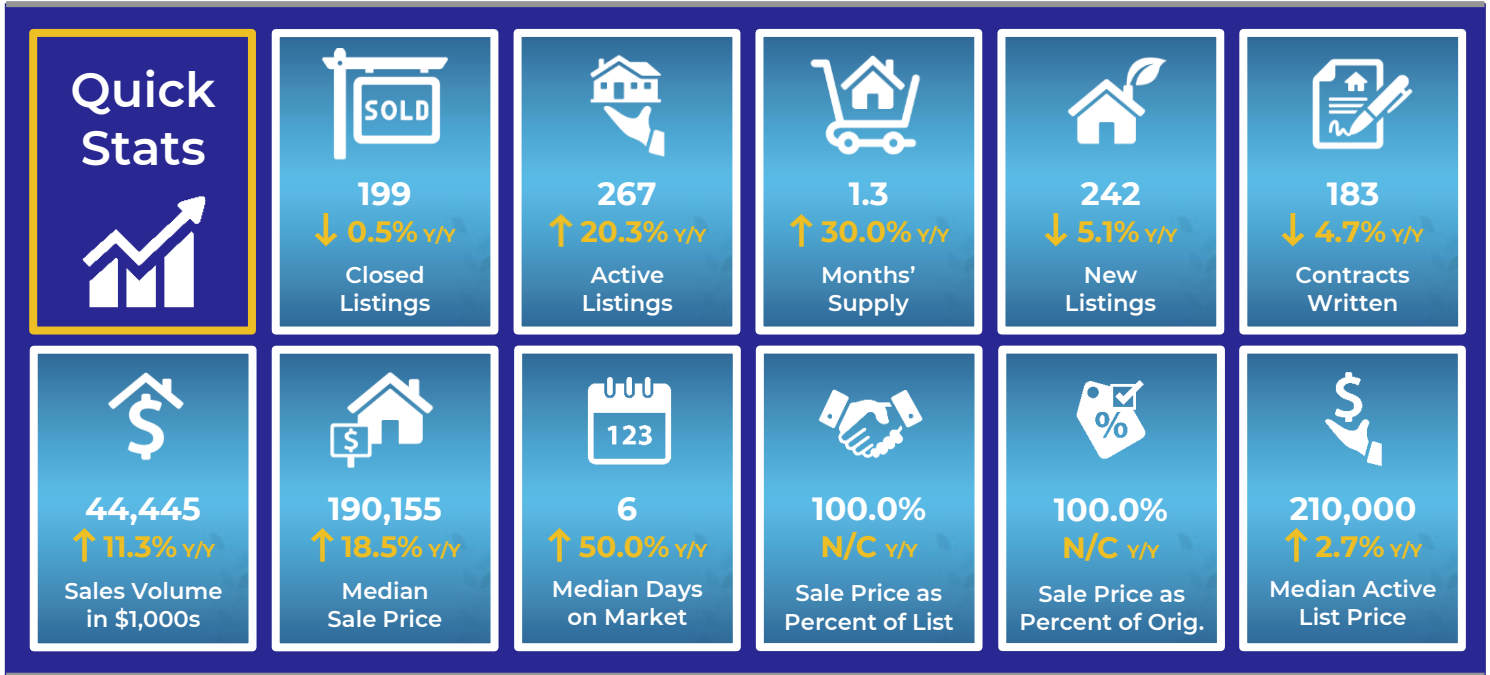 Quick
Stats
SOLD
199
↓ 0.5% Y/Y
Closed
Listings
267
↑ 20.3% Y/Y
Active
Listings
1.3
↑ 30.0% Y/Y
Months’
Supply
242
↓ 5.1% Y/Y
New
Listings
183
↓ 4.7% Y/Y
Contracts
Written
$
44,445
↑ 11.3% Y/Y
Sales Volume
in $1,000s
$
190,155
↑ 18.5% Y/Y
Median
Sale Price
123
6
↑ 50.0% Y/Y
Median Days
on Market
100.0%
N/C Y/Y
Sale Price as
Percent of List
%
100.0%
N/C Y/Y
Sale Price as
Percent of Orig.
$
210,000
↑ 2.7% Y/Y
Median Active
List Price